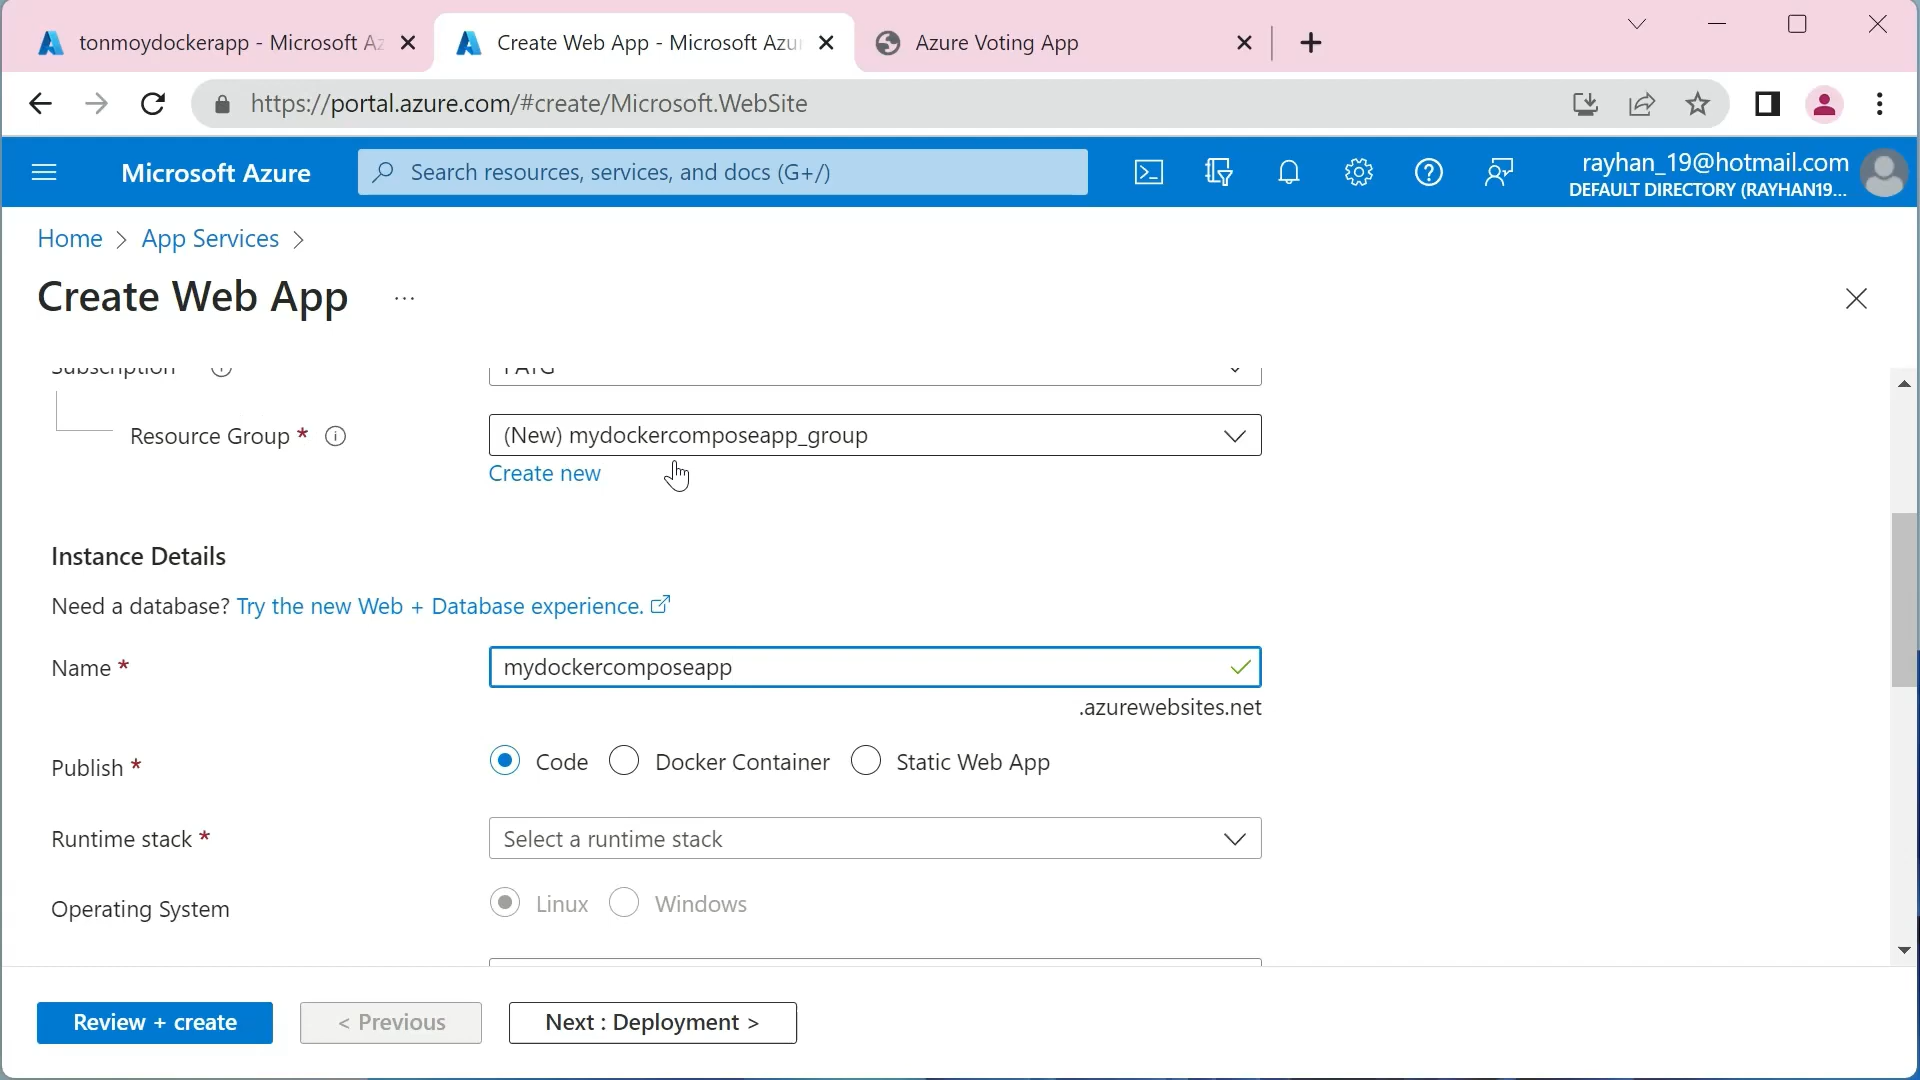 tonmoydockerapp - Microsoft Az
Create Web App - Microsoft Azu
Azure Voting App
https://portal.azure.com/#create/Microsoft.WebSite
Microsoft Azure
Search resources, services, and docs (G+/)
rayhan_19@hotmail.com
DEFAULT DIRECTORY (RAYHAN19...
Home > App Services >
Create Web App ...
Subscription
Resource Group *
(New) mydockercomposeapp_group
Create new
Instance Details
Need a database? Try the new Web + Database experience.
Name *
mydockercomposeapp
.azurewebsites.net
Publish *
Code
Docker Container
Static Web App
Runtime stack *
Select a runtime stack
Operating System
Linux
Windows
Review + create
< Previous
Next : Deployment >